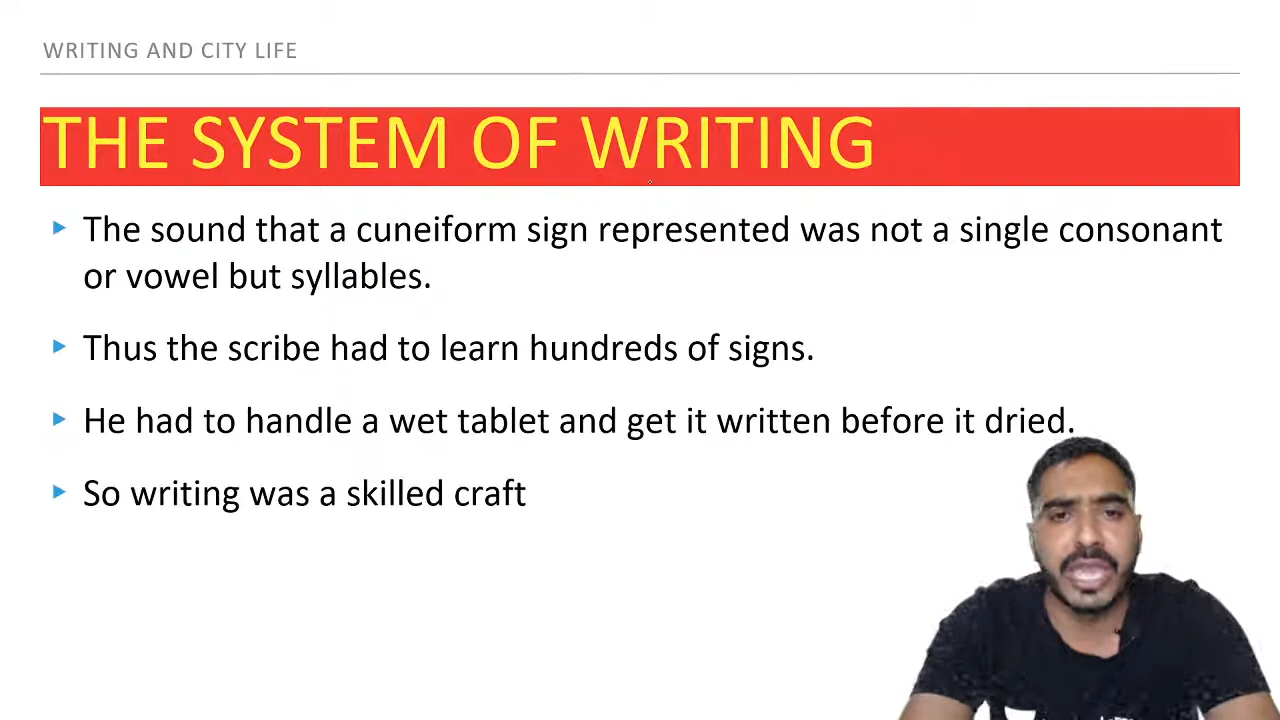 WRITING AND CITY LIFE
THE SYSTEM OF WRITING
The sound that a cuneiform sign represented was not a single consonant
or vowel but syllables.
Thus the scribe had to learn hundreds of signs.
He had to handle a wet tablet and get it written before it dried.
So writing was a skilled craft